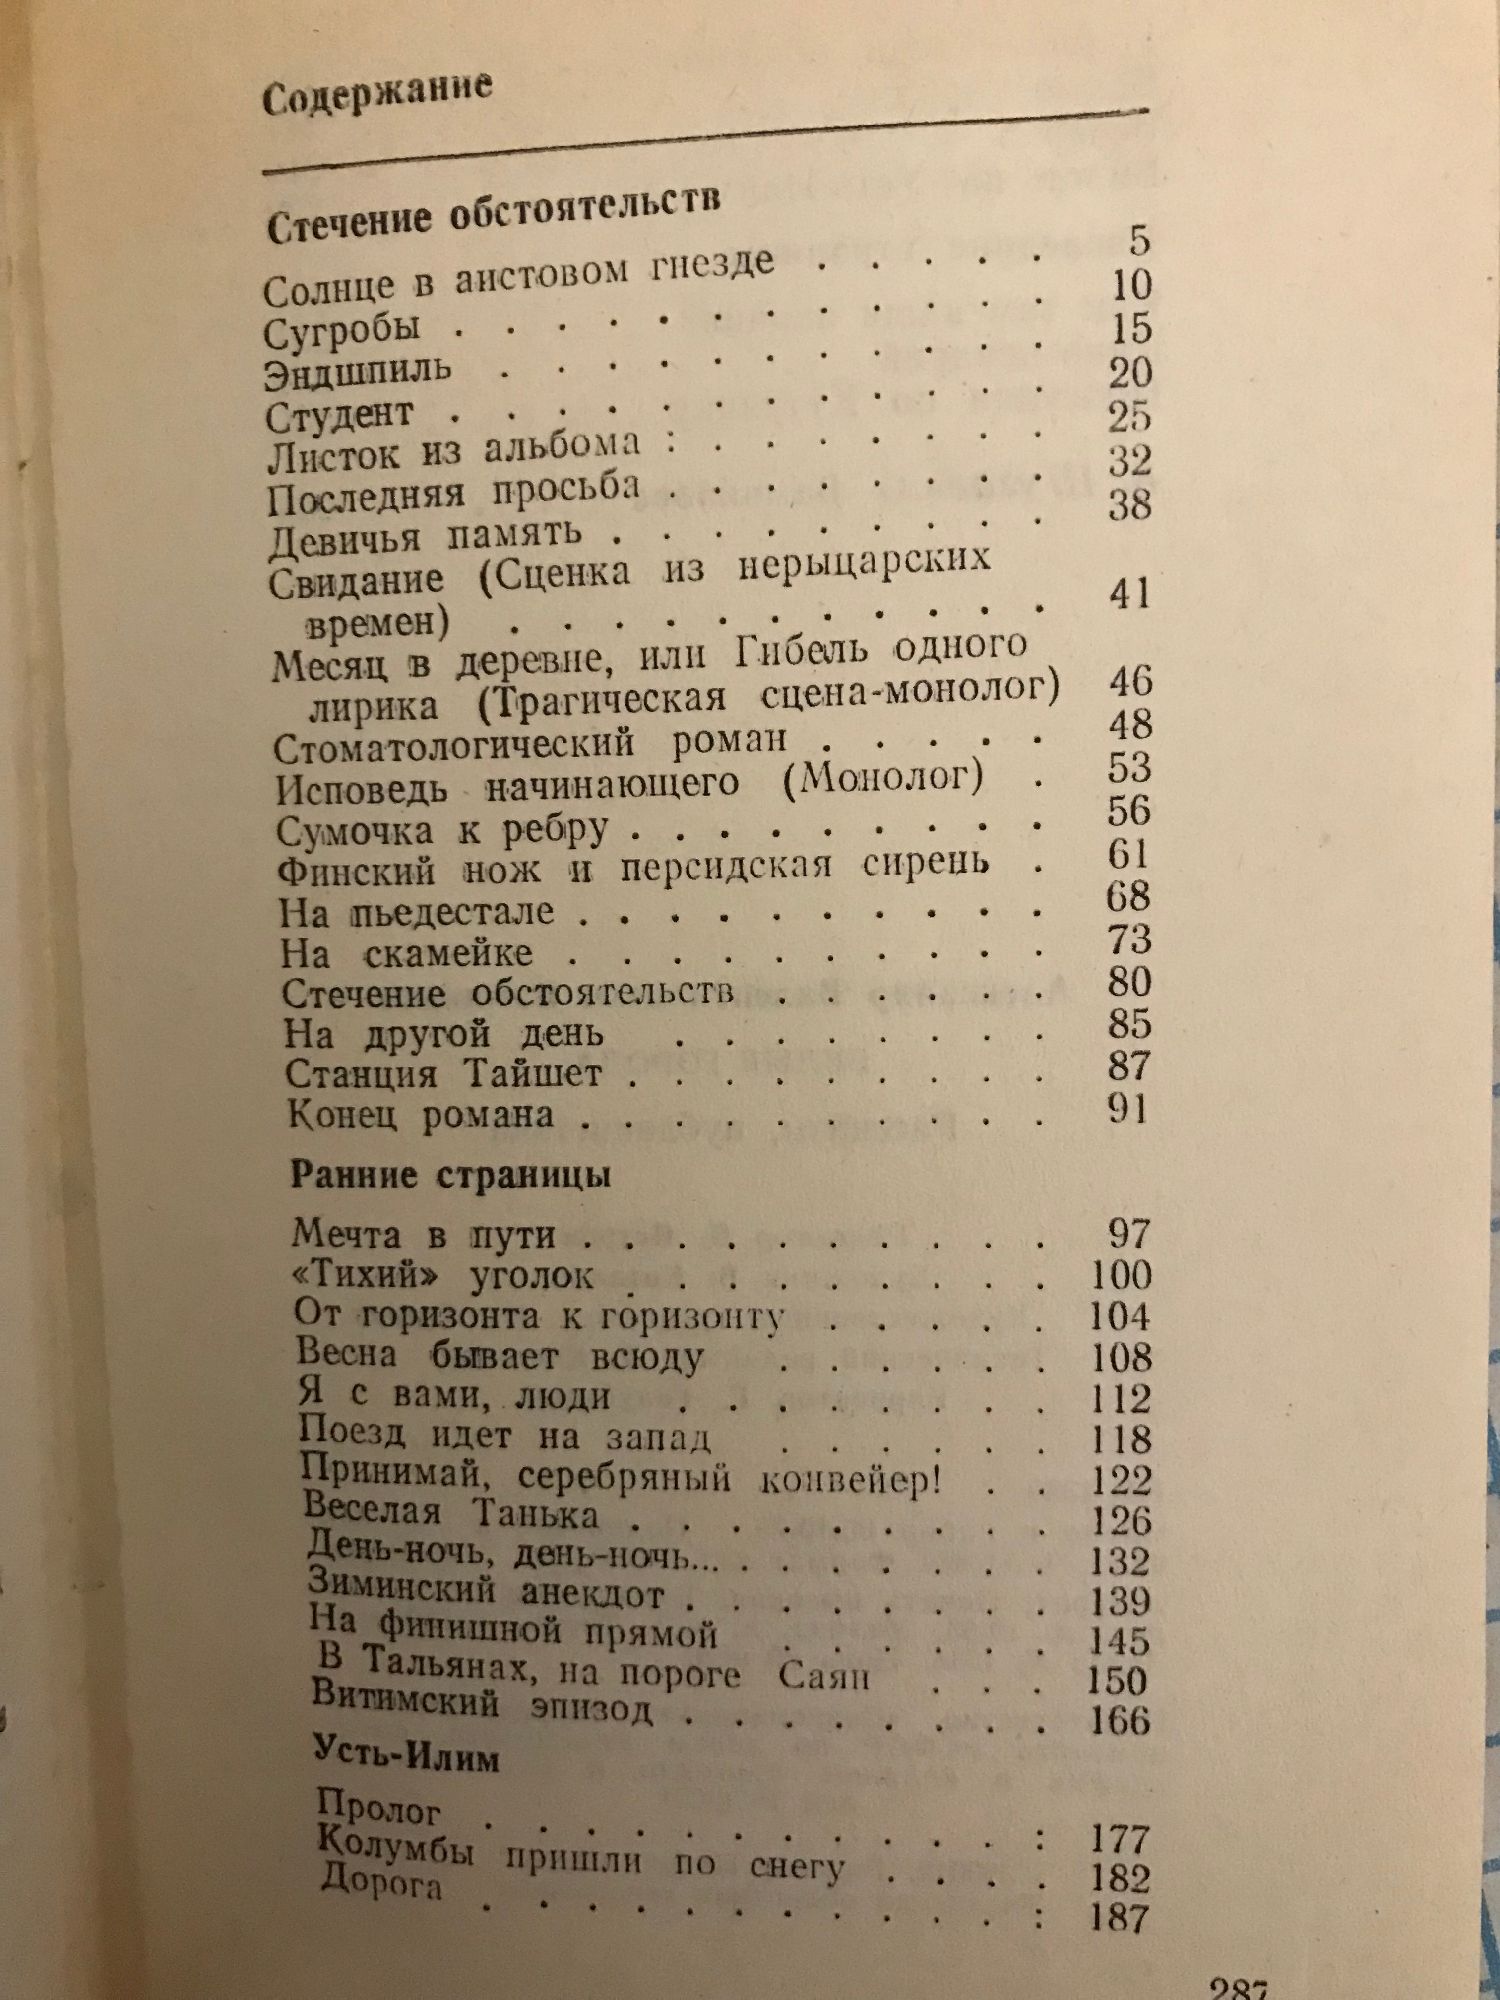 Содержание
Стечение обстоятельств
Солнце в аистовом гнезде . . . . . 5
Сугробы . . . . . . . . . . . . 10
Эндшпиль . . . . . . . . . . . 15
Студент . . . . . . . . . . . . 20
Листок из альбома : . . . . . . . 25
Последняя просьба . . . . . . . . 32
Девичья память . . . . . . . . . 38
Свидание (Сценка из нерыцарских
времен) . . . . . . . . . . . 41
Месяц в деревне, или Гибель одного
лирика (Трагическая сцена-монолог) 46
Стоматологический роман . . . . . 48
Исповедь начинающего (Монолог) . 53
Сумочка к ребру . . . . . . . . . 56
Финский нож и персидская сирень . 61
На пьедестале . . . . . . . . . . 68
На скамейке . . . . . . . . . . 73
Стечение обстоятельств . . . . . . 80
На другой день . . . . . . . . 85
Станция Тайшет . . . . . . . . . 87
Конец романа . . . . . . . . . . 91
Ранние страницы
Мечта в пути . . . . . . . . . . 97
«Тихий» уголок . . . . . . . . . 100
От горизонта к горизонту . . . . . 104
Весна бывает всюду . . . . . . 108
Я с вами, люди . . . . . . . . 112
Поезд идет на запад . . . . . . 118
Принимай, серебряный конвейер! . . 122
Веселая Танька . . . . . . . . . 126
День-ночь, день-ночь... . . . . . . . 132
Зиминский анекдот . . . . . . . . 139
На финишной прямой . . . . . . 145
В Тальянах, на пороге Саян . . . 150
Витимский эпизод . . . . . . . . 166
Усть-Илим
Пролог . . . . . . . . . . . : 177
Колумбы пришли по снегу . . . . 182
Дорога . . . . . . . . . . . : 187
287